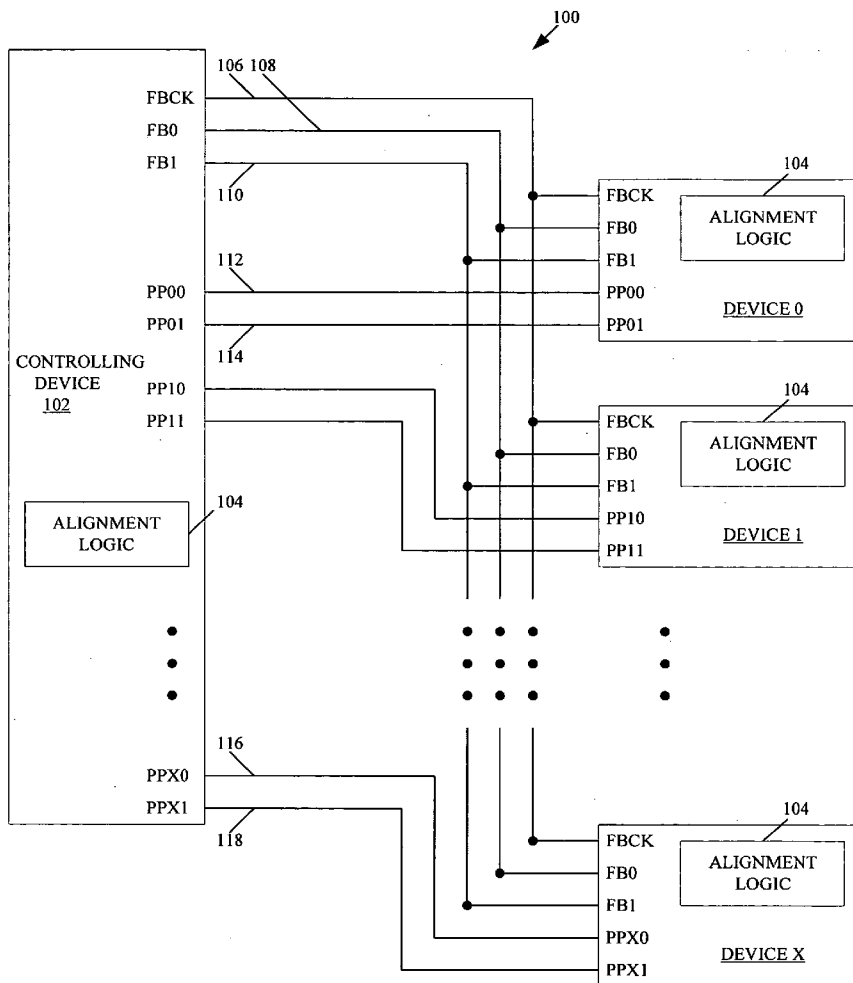 100
106 108
FBCK
FB0
FB1
110
112
PP00
PP01
114
CONTROLLING
DEVICE
102
PP10
PP11
104
ALIGNMENT
LOGIC
116
PPX0
PPX1
118
104
FBCK
ALIGNMENT
LOGIC
FB0
FB1
PP00
DEVICE 0
PP01
104
FBCK
ALIGNMENT
LOGIC
FB0
FB1
PP10
DEVICE 1
PP11
104
FBCK
ALIGNMENT
LOGIC
FB0
FB1
PPX0
DEVICE X
PPX1